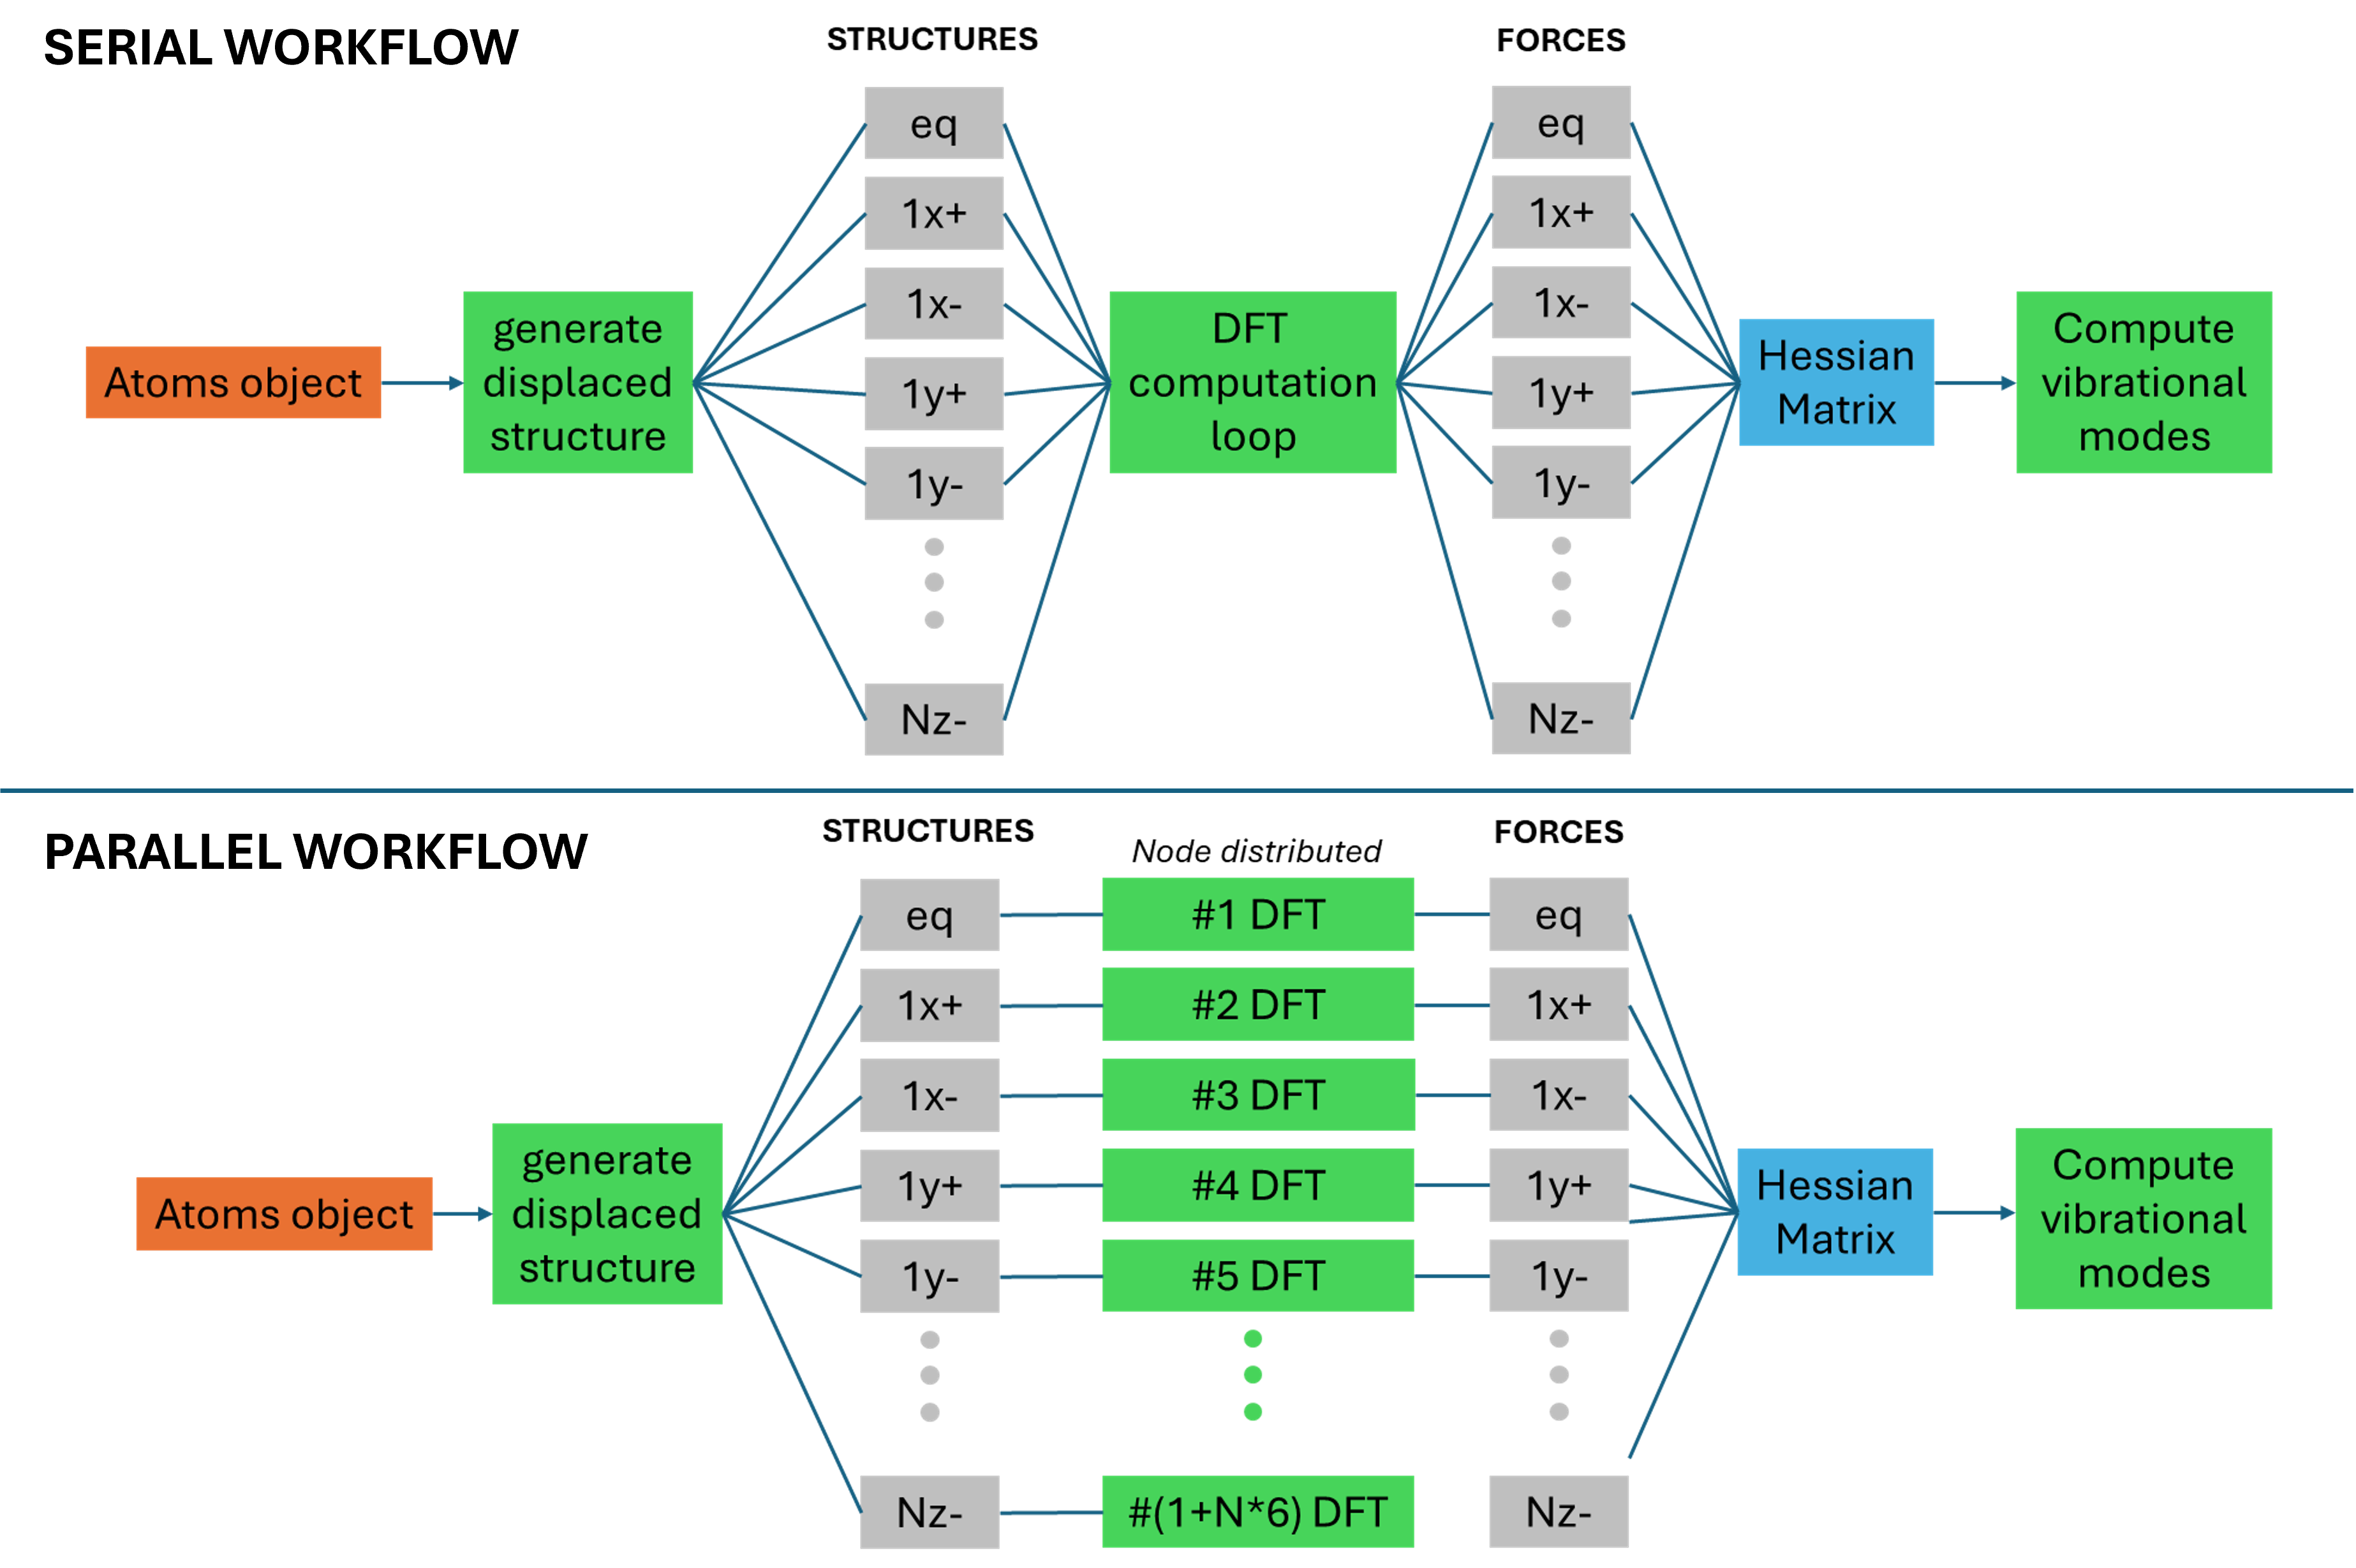 SERIAL WORKFLOW
STRUCTURES
FORCES
Atoms object
generate
displaced
structure
eq
1x+
1x-
1y+
1y-
Nz-
DFT
computation
loop
eq
1x+
1x-
1y+
1y-
Nz-
Hessian
Matrix
Compute
vibrational
modes
PARALLEL WORKFLOW
STRUCTURES
Node distributed
FORCES
Atoms object
generate
displaced
structure
eq
1x+
1x-
1y+
1y-
Nz-
#1 DFT
#2 DFT
#3 DFT
#4 DFT
#5 DFT
#(1+N*6) DFT
eq
1x+
1x-
1y+
1y-
Nz-
Hessian
Matrix
Compute
vibrational
modes